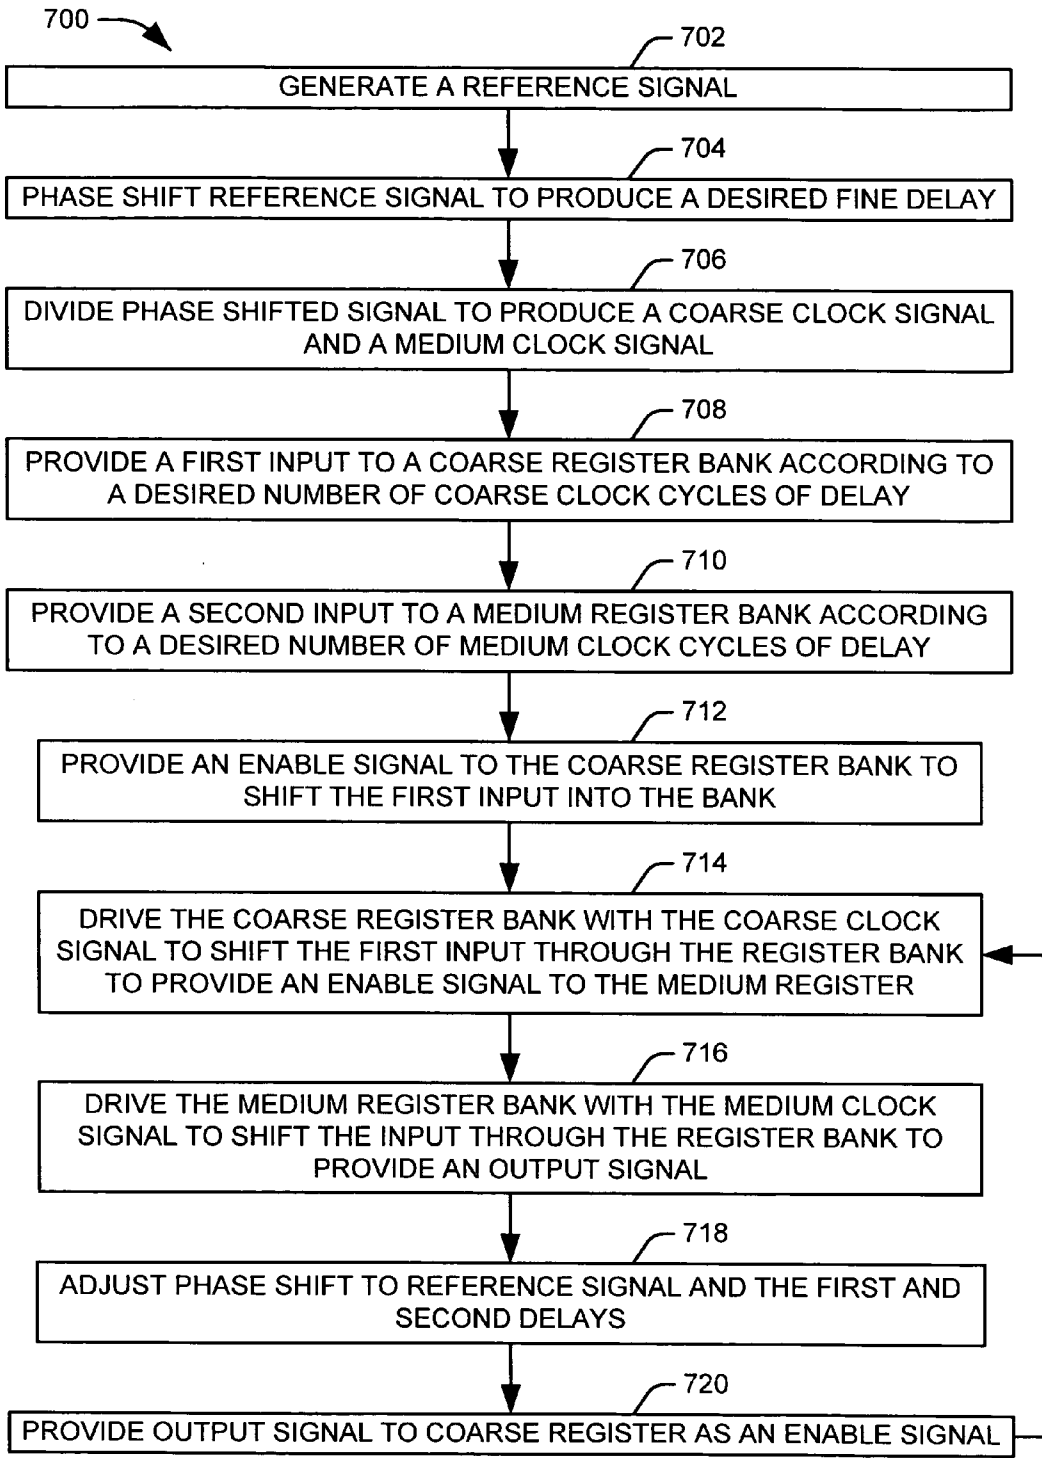 700
702
GENERATE A REFERENCE SIGNAL
704
PHASE SHIFT REFERENCE SIGNAL TO PRODUCE A DESIRED FINE DELAY
706
DIVIDE PHASE SHIFTED SIGNAL TO PRODUCE A COARSE CLOCK SIGNAL
AND A MEDIUM CLOCK SIGNAL
708
PROVIDE A FIRST INPUT TO A COARSE REGISTER BANK ACCORDING TO
A DESIRED NUMBER OF COARSE CLOCK CYCLES OF DELAY
710
PROVIDE A SECOND INPUT TO A MEDIUM REGISTER BANK ACCORDING
TO A DESIRED NUMBER OF MEDIUM CLOCK CYCLES OF DELAY
712
PROVIDE AN ENABLE SIGNAL TO THE COARSE REGISTER BANK TO
SHIFT THE FIRST INPUT INTO THE BANK
714
DRIVE THE COARSE REGISTER BANK WITH THE COARSE CLOCK
SIGNAL TO SHIFT THE FIRST INPUT THROUGH THE REGISTER BANK
TO PROVIDE AN ENABLE SIGNAL TO THE MEDIUM REGISTER
716
DRIVE THE MEDIUM REGISTER BANK WITH THE MEDIUM CLOCK
SIGNAL TO SHIFT THE INPUT THROUGH THE REGISTER BANK TO
PROVIDE AN OUTPUT SIGNAL
718
ADJUST PHASE SHIFT TO REFERENCE SIGNAL AND THE FIRST AND
SECOND DELAYS
720
PROVIDE OUTPUT SIGNAL TO COARSE REGISTER AS AN ENABLE SIGNAL